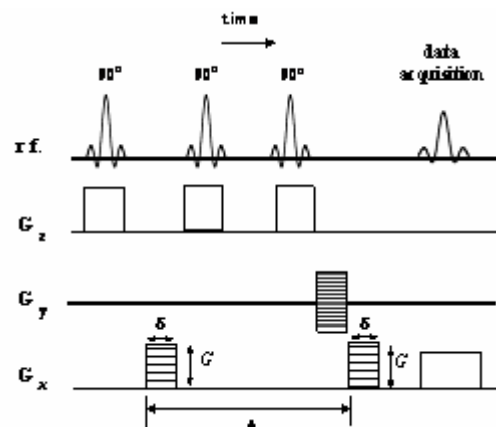 time
90° 90° 90°
data
acquisition
r f.
G z
G y
δ δ
G G
G x
Δ